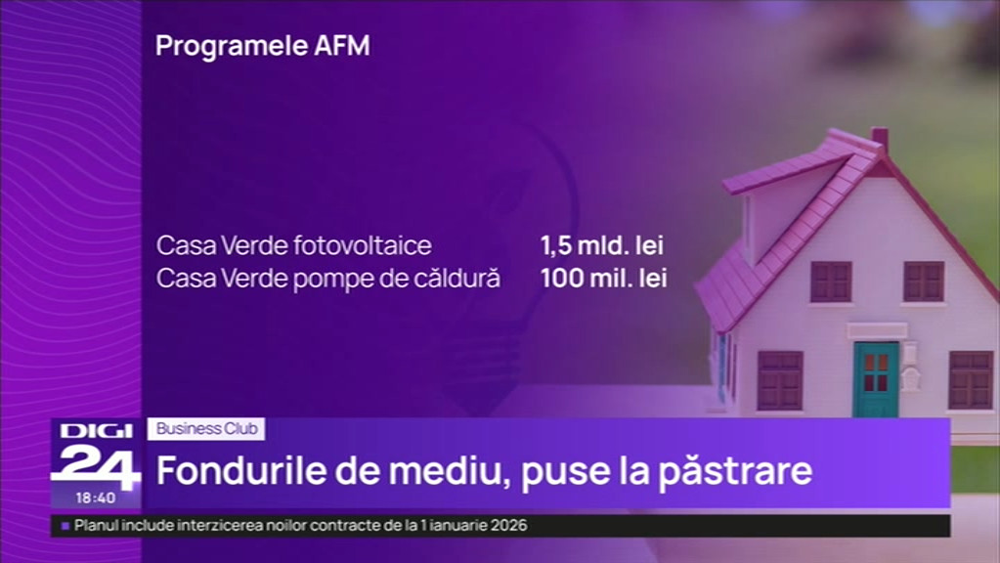 Programele AFM
Casa Verde fotovoltaice 1,5 mld. lei
Casa Verde pompe de căldură 100 mil. lei
DIGI
24
18:40
Business Club
Fondurile de mediu, puse la păstrare
Planul include interzicerea noilor contracte de la 1 ianuarie 2026